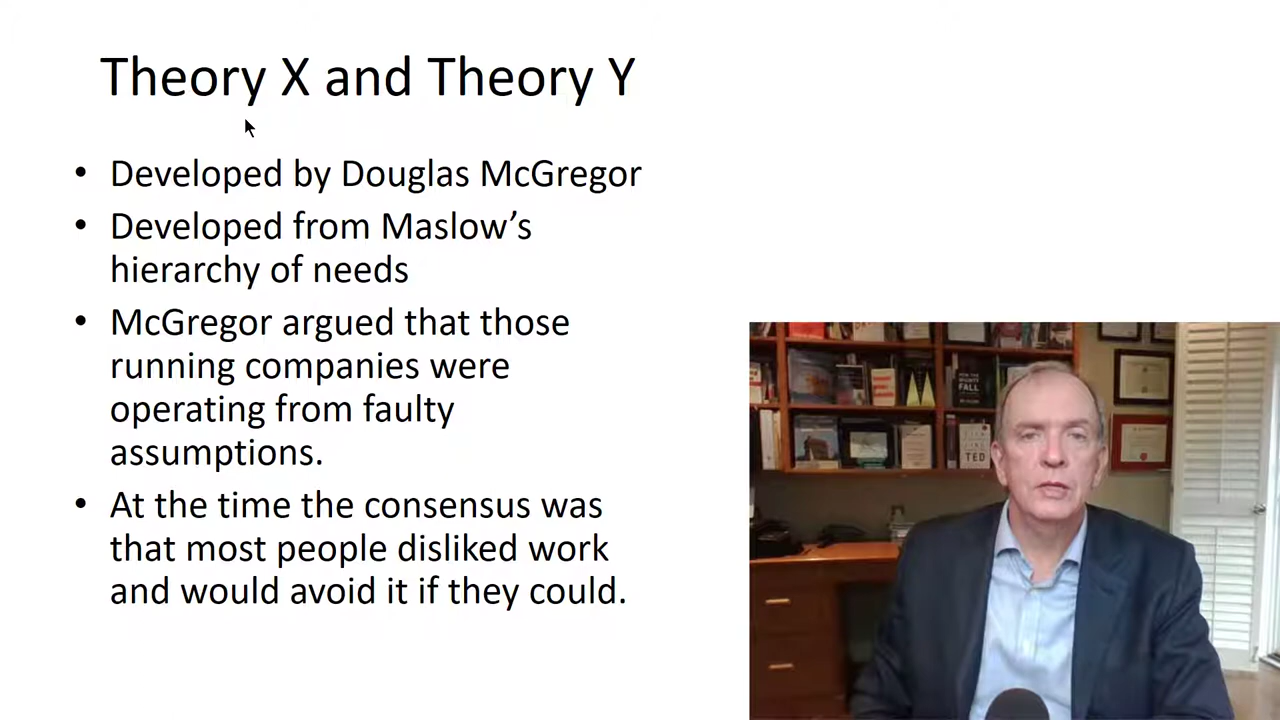 Theory X and Theory Y
• Developed by Douglas McGregor
• Developed from Maslow’s
hierarchy of needs
• McGregor argued that those
running companies were
operating from faulty
assumptions.
• At the time the consensus was
that most people disliked work
and would avoid it if they could.
FALL
TED